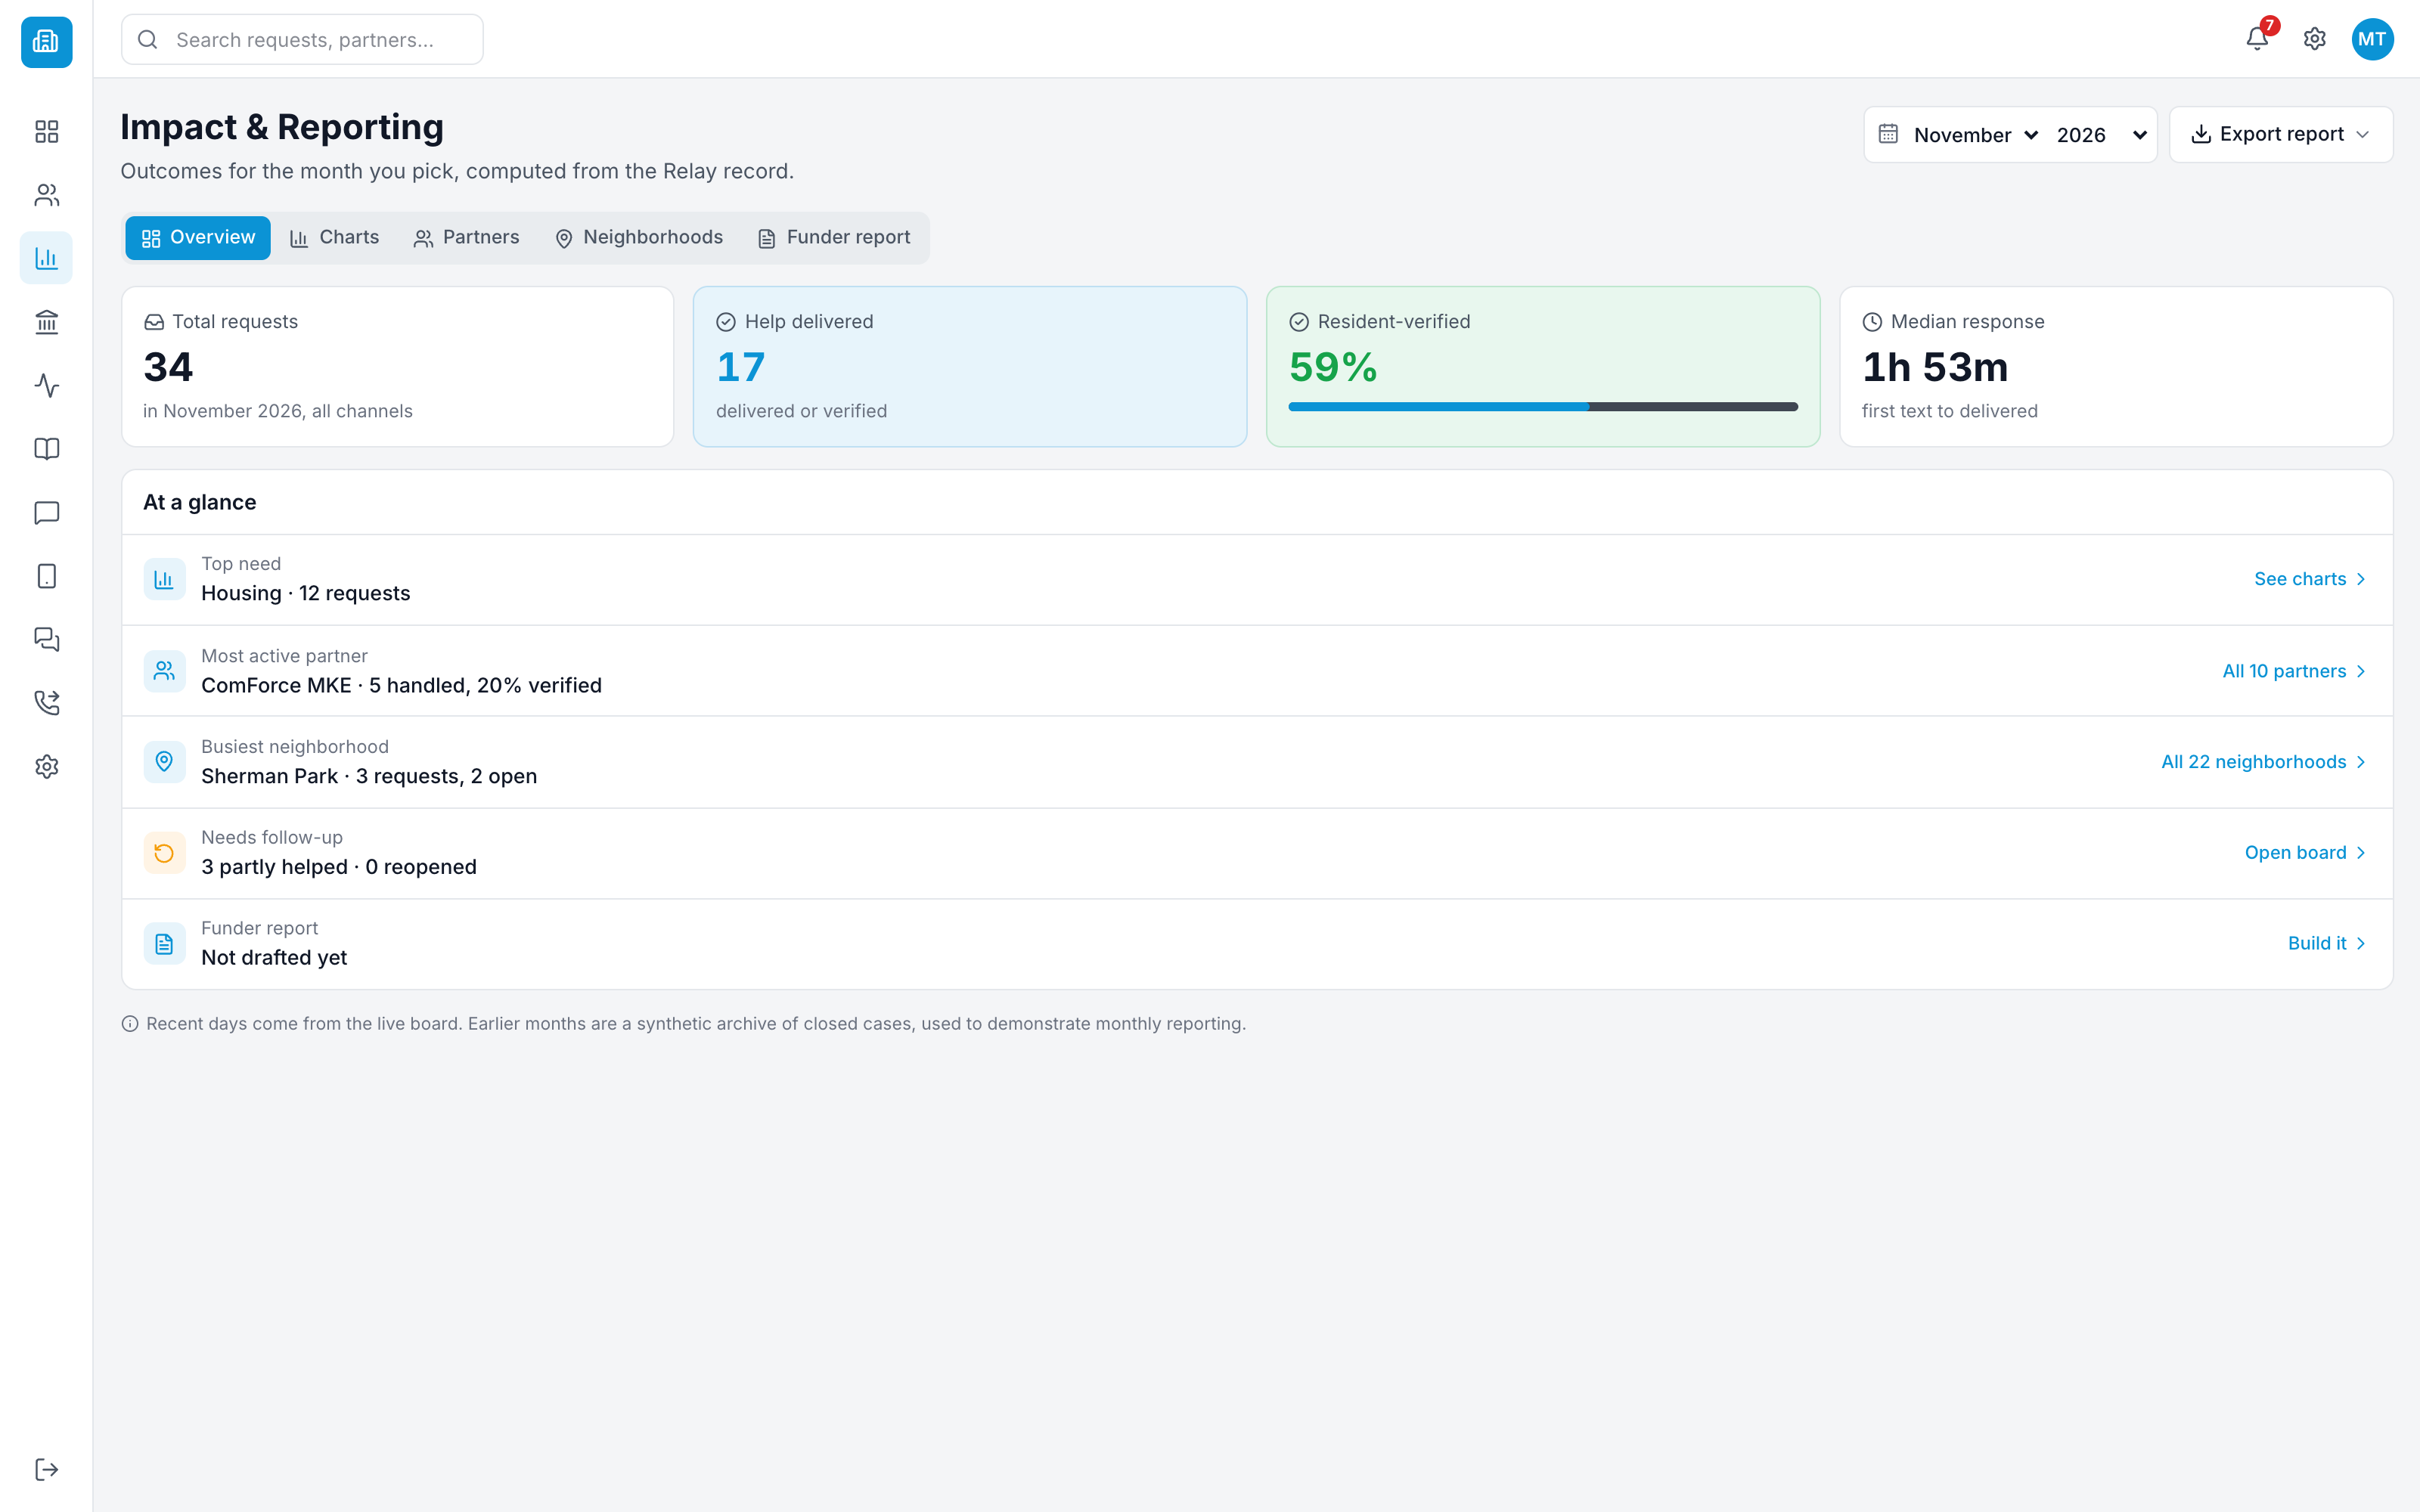 Search requests, partners...
7
MT
Impact & Reporting
Outcomes for the month you pick, computed from the Relay record.
November 2026
Export report
Overview Charts Partners Neighborhoods Funder report
Total requests
34
in November 2026, all channels
Help delivered
17
delivered or verified
Resident-verified
59%
Median response
1h 53m
first text to delivered
At a glance
Top need
Housing · 12 requests
See charts
Most active partner
ComForce MKE · 5 handled, 20% verified
All 10 partners
Busiest neighborhood
Sherman Park · 3 requests, 2 open
All 22 neighborhoods
Needs follow-up
3 partly helped · 0 reopened
Open board
Funder report
Not drafted yet
Build it
Recent days come from the live board. Earlier months are a synthetic archive of closed cases, used to demonstrate monthly reporting.